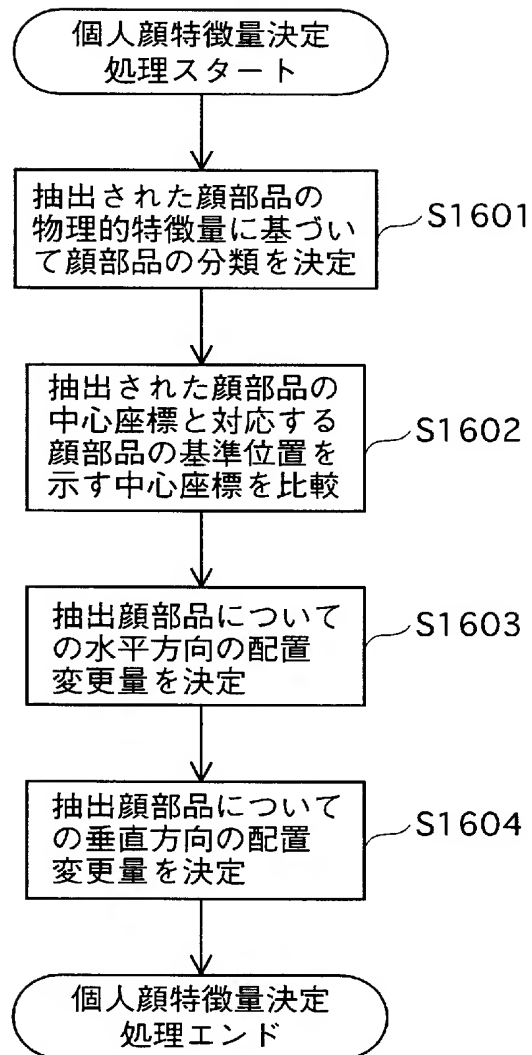 個人顔特徴量決定
処理スタート
抽出された顔部品の
物理的特徴量に基づい
て顔部品の分類を決定
S1601
抽出された顔部品の
中心座標と対応する
顔部品の基準位置を
示す中心座標を比較
S1602
抽出顔部品について
の水平方向の配置
変更量を決定
S1603
抽出顔部品について
の垂直方向の配置
変更量を決定
S1604
個人顔特徴量決定
処理エンド